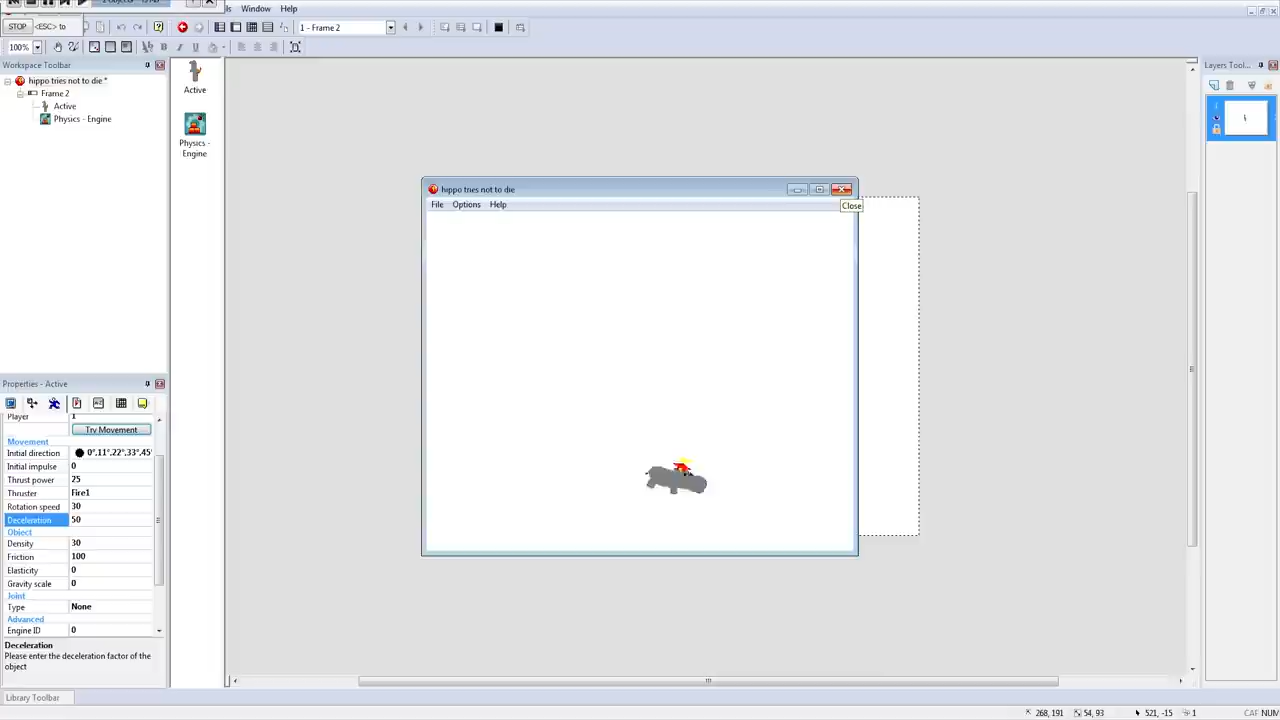 Window Help
STOP <ESC> to
1 - Frame 2
100%
Workspace Toolbar
hippo tries not to die *
Frame 2
Active
Physics - Engine
Active
Physics -
Engine
Layers Tool...
1
hippo tries not to die
File Options Help
Close
Properties - Active
Player 1
Try Movement
Movement
Initial direction 0°,11°,22°,33°,45°
Initial impulse 0
Thrust power 25
Thruster Fire1
Rotation speed 30
Deceleration 50
Object
Density 30
Friction 100
Elasticity 0
Gravity scale 0
Joint
Type None
Advanced
Engine ID 0
Deceleration
Please enter the deceleration factor of the
object
Library Toolbar
268, 191 54, 93 521, -15 1 CAF NUM